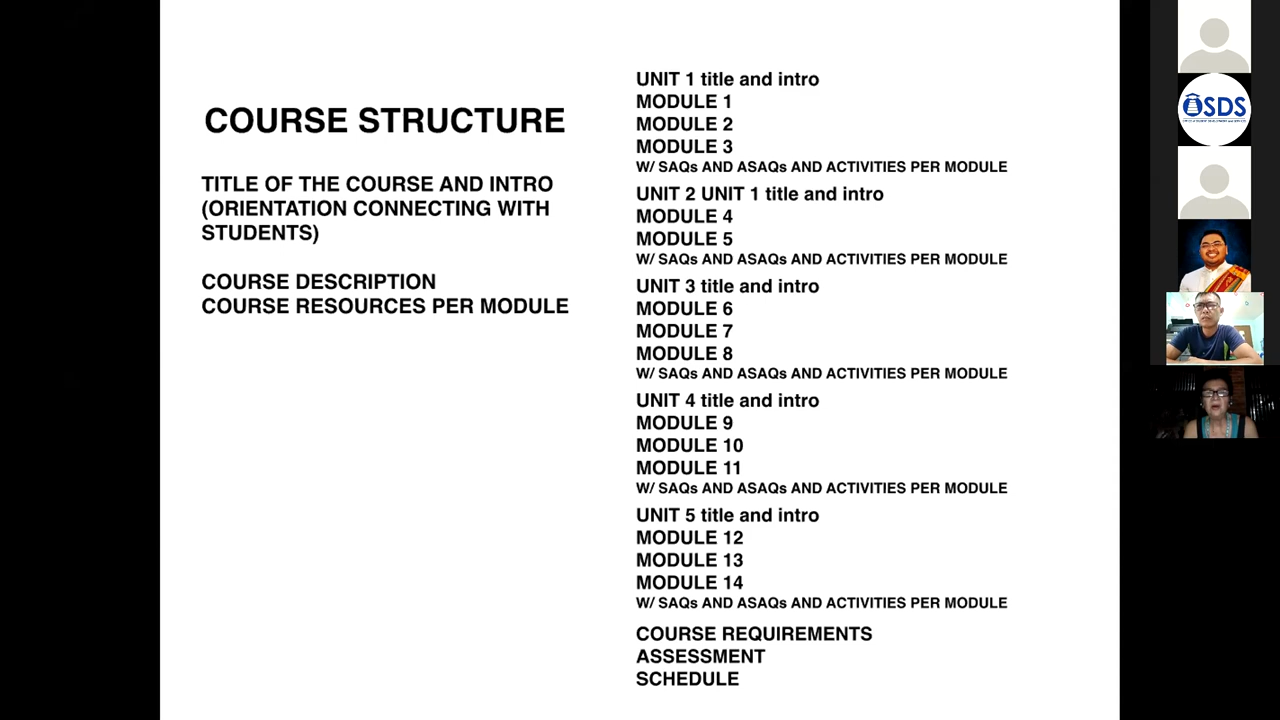 COURSE STRUCTURE
TITLE OF THE COURSE AND INTRO
(ORIENTATION CONNECTING WITH
STUDENTS)
COURSE DESCRIPTION
COURSE RESOURCES PER MODULE
UNIT 1 title and intro
MODULE 1
MODULE 2
MODULE 3
W/ SAQs AND ASAQs AND ACTIVITIES PER MODULE
UNIT 2 UNIT 1 title and intro
MODULE 4
MODULE 5
W/ SAQs AND ASAQs AND ACTIVITIES PER MODULE
UNIT 3 title and intro
MODULE 6
MODULE 7
MODULE 8
W/ SAQs AND ASAQs AND ACTIVITIES PER MODULE
UNIT 4 title and intro
MODULE 9
MODULE 10
MODULE 11
W/ SAQs AND ASAQs AND ACTIVITIES PER MODULE
UNIT 5 title and intro
MODULE 12
MODULE 13
MODULE 14
W/ SAQs AND ASAQs AND ACTIVITIES PER MODULE
COURSE REQUIREMENTS
ASSESSMENT
SCHEDULE
OSDS